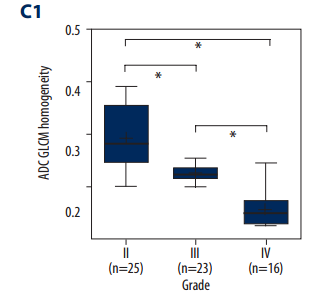 C1
0.5
0.4
0.3
0.2
ADC GLCM homogeneity
*
*
*
II III IV
(n=25) (n=23) (n=16)
Grade